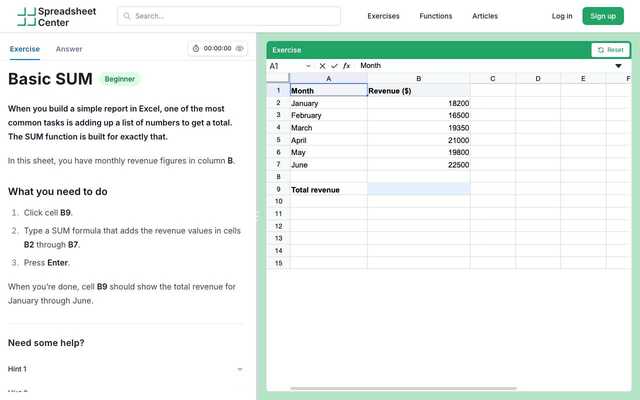 Spreadsheet
Center
Search...
Exercises
Functions
Articles
Log in
Sign up
Exercise
Answer
00:00:00
Basic SUM
Beginner
When you build a simple report in Excel, one of the most
common tasks is adding up a list of numbers to get a total.
The SUM function is built for exactly that.
In this sheet, you have monthly revenue figures in column B.
What you need to do
1. Click cell B9.
2. Type a SUM formula that adds the revenue values in cells
B2 through B7.
3. Press Enter.
When you're done, cell B9 should show the total revenue for
January through June.
Need some help?
Hint 1
Exercise
Reset
A1 fx Month
A B C D E F
1 Month Revenue ($)
2 January 18200
3 February 16500
4 March 19350
5 April 21000
6 May 19800
7 June 22500
8
9 Total revenue
10
11
12
13
14
15